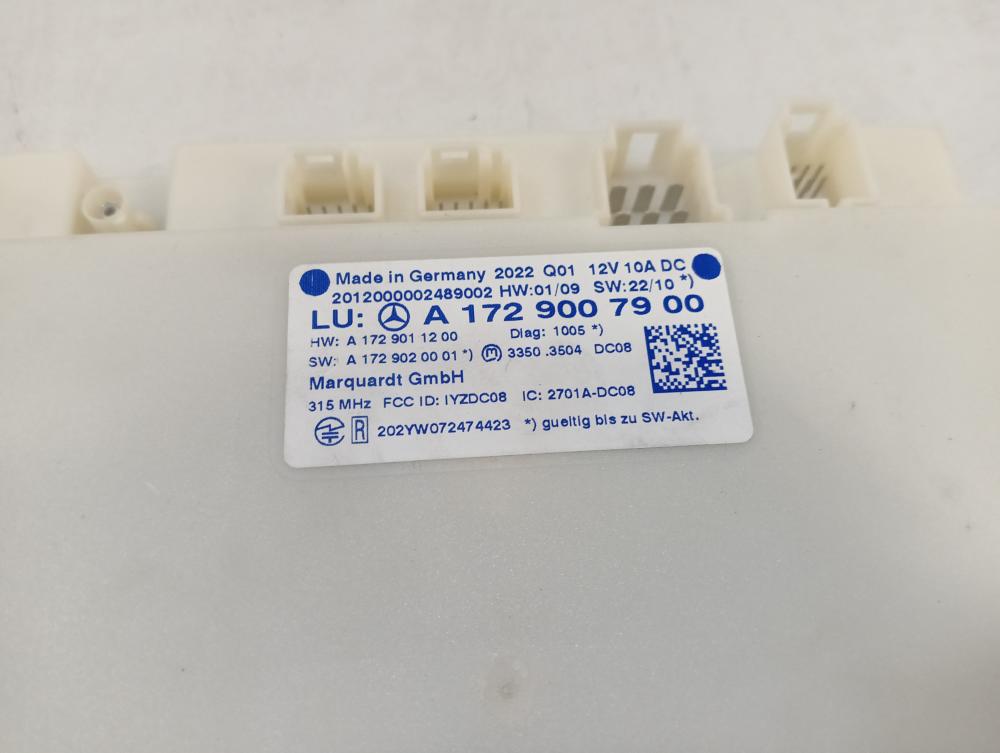 Made in Germany 2022 Q01 12V 10A DC
2012000002489002 HW:01/09 SW:22/10 *)
LU: A 172 900 79 00
HW: A 172 901 12 00 Diag: 1005 *)
SW: A 172 902 00 01 *) m 3350 .3504 DC08
Marquardt GmbH
315 MHz FCC ID: IYZDC08 IC: 2701A-DC08
R 202YW072474423 *) gueltig bis zu SW-Akt.